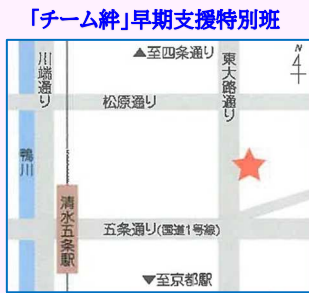 「チーム絆」早期支援特別班
▲至四条通り
N
4
川端通り
東大路通り
松原通り
鴨川
清水五条駅
五条通り(国道1号線)
▼至京都駅